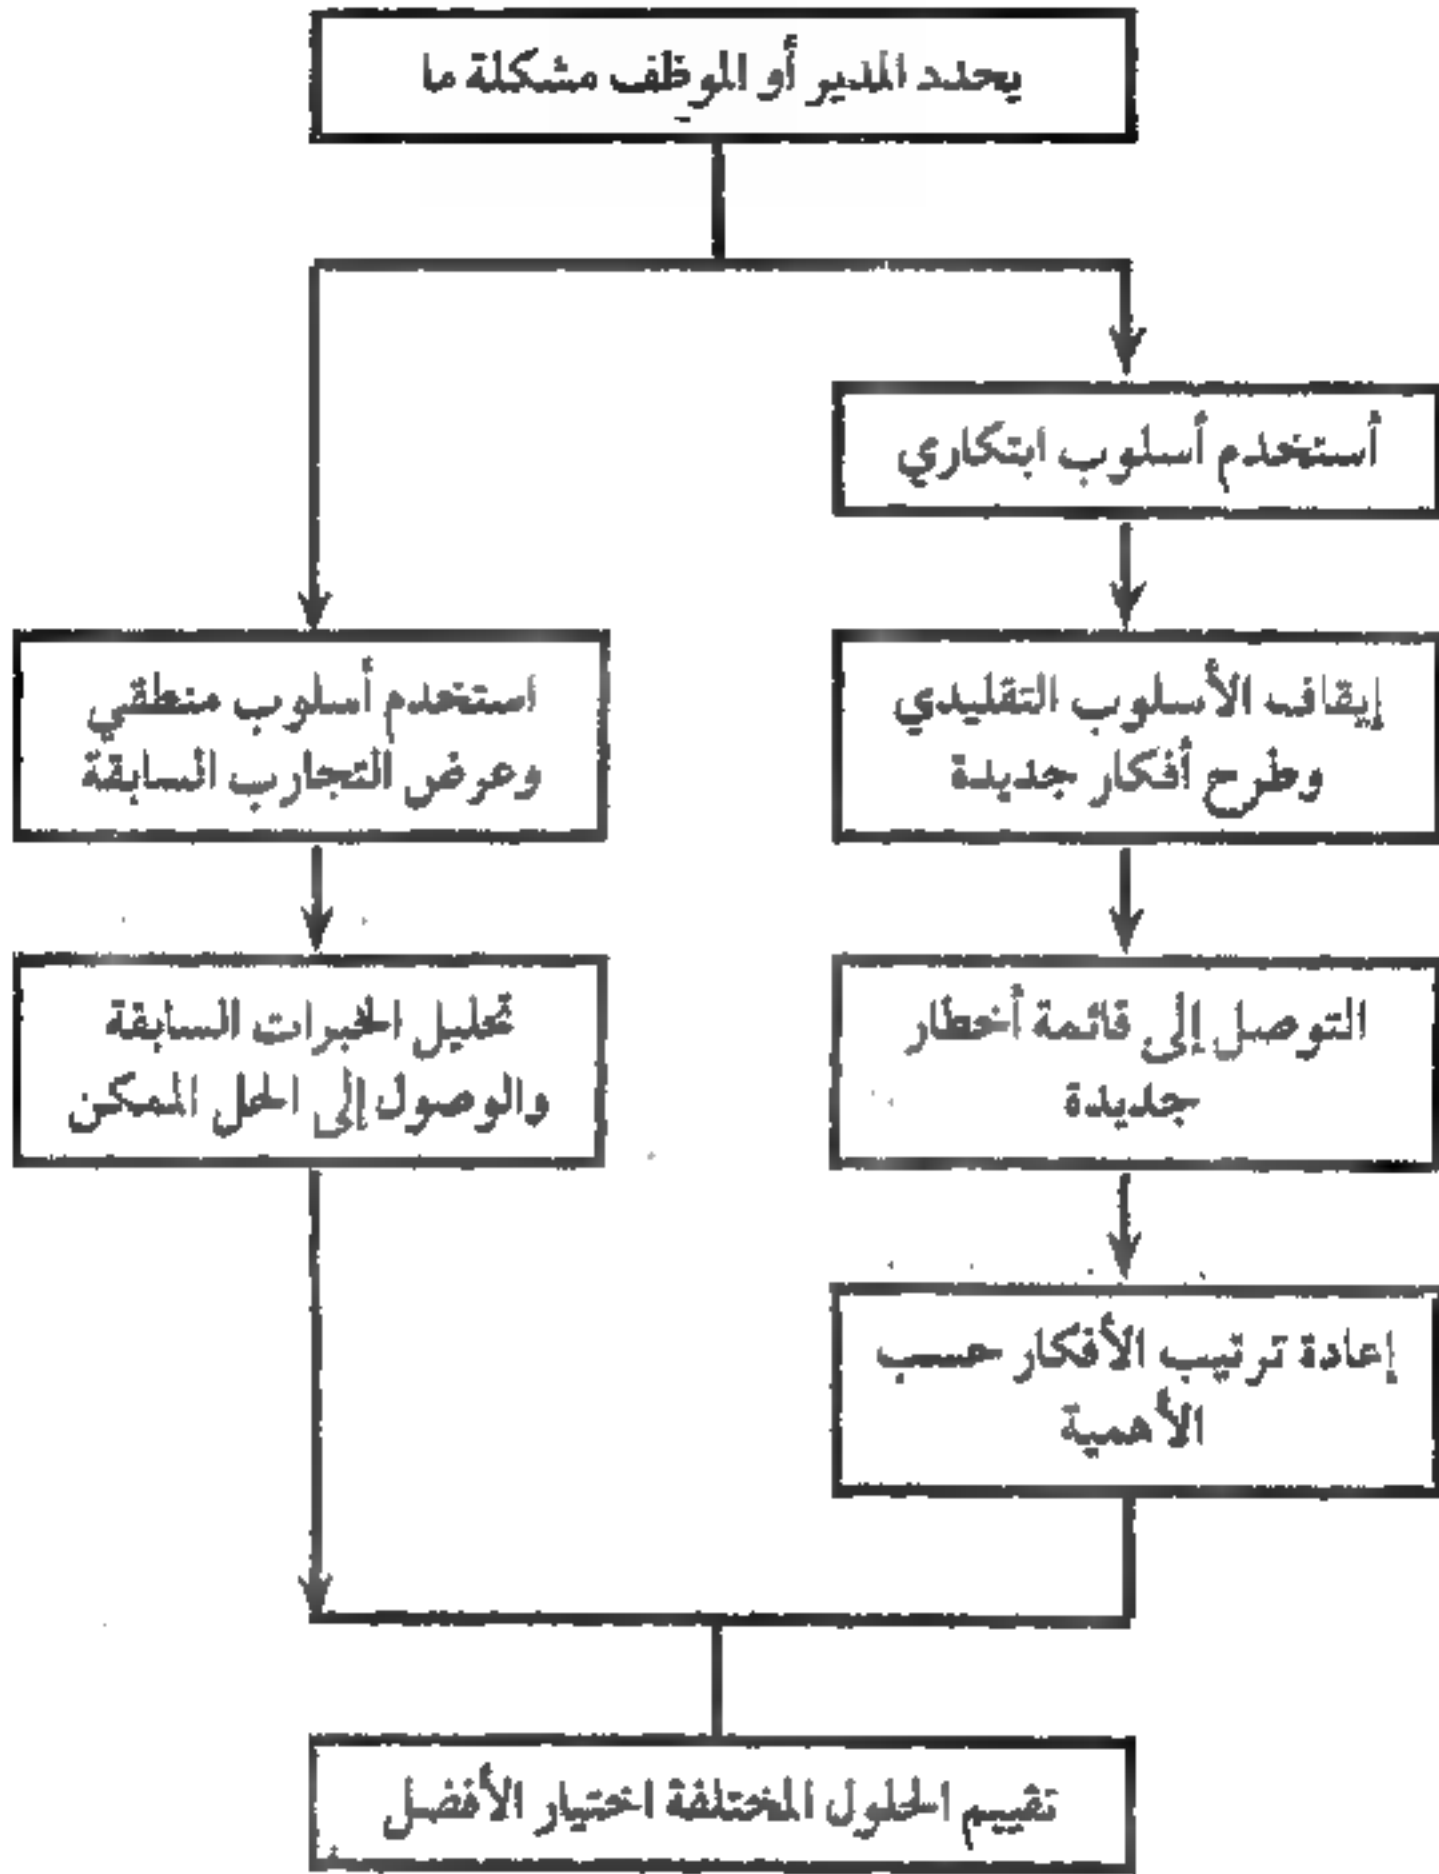 يحدد المدير أو الموظف مشكلة ما
أستخدم أسلوب ابتكاري
إيقاف الأسلوب التقليدي
وطرح أفكار جديدة
استخدم أسلوب منطقي
وعرض التجارب السابقة
التوصل إلى قائمة أخطار
جديدة
تحليل الخبرات السابقة
والوصول إلى الحل الممكن
إعادة ترتيب الأفكار حسب
الأهمية
تقييم الحلول المختلفة اختيار الأفضل